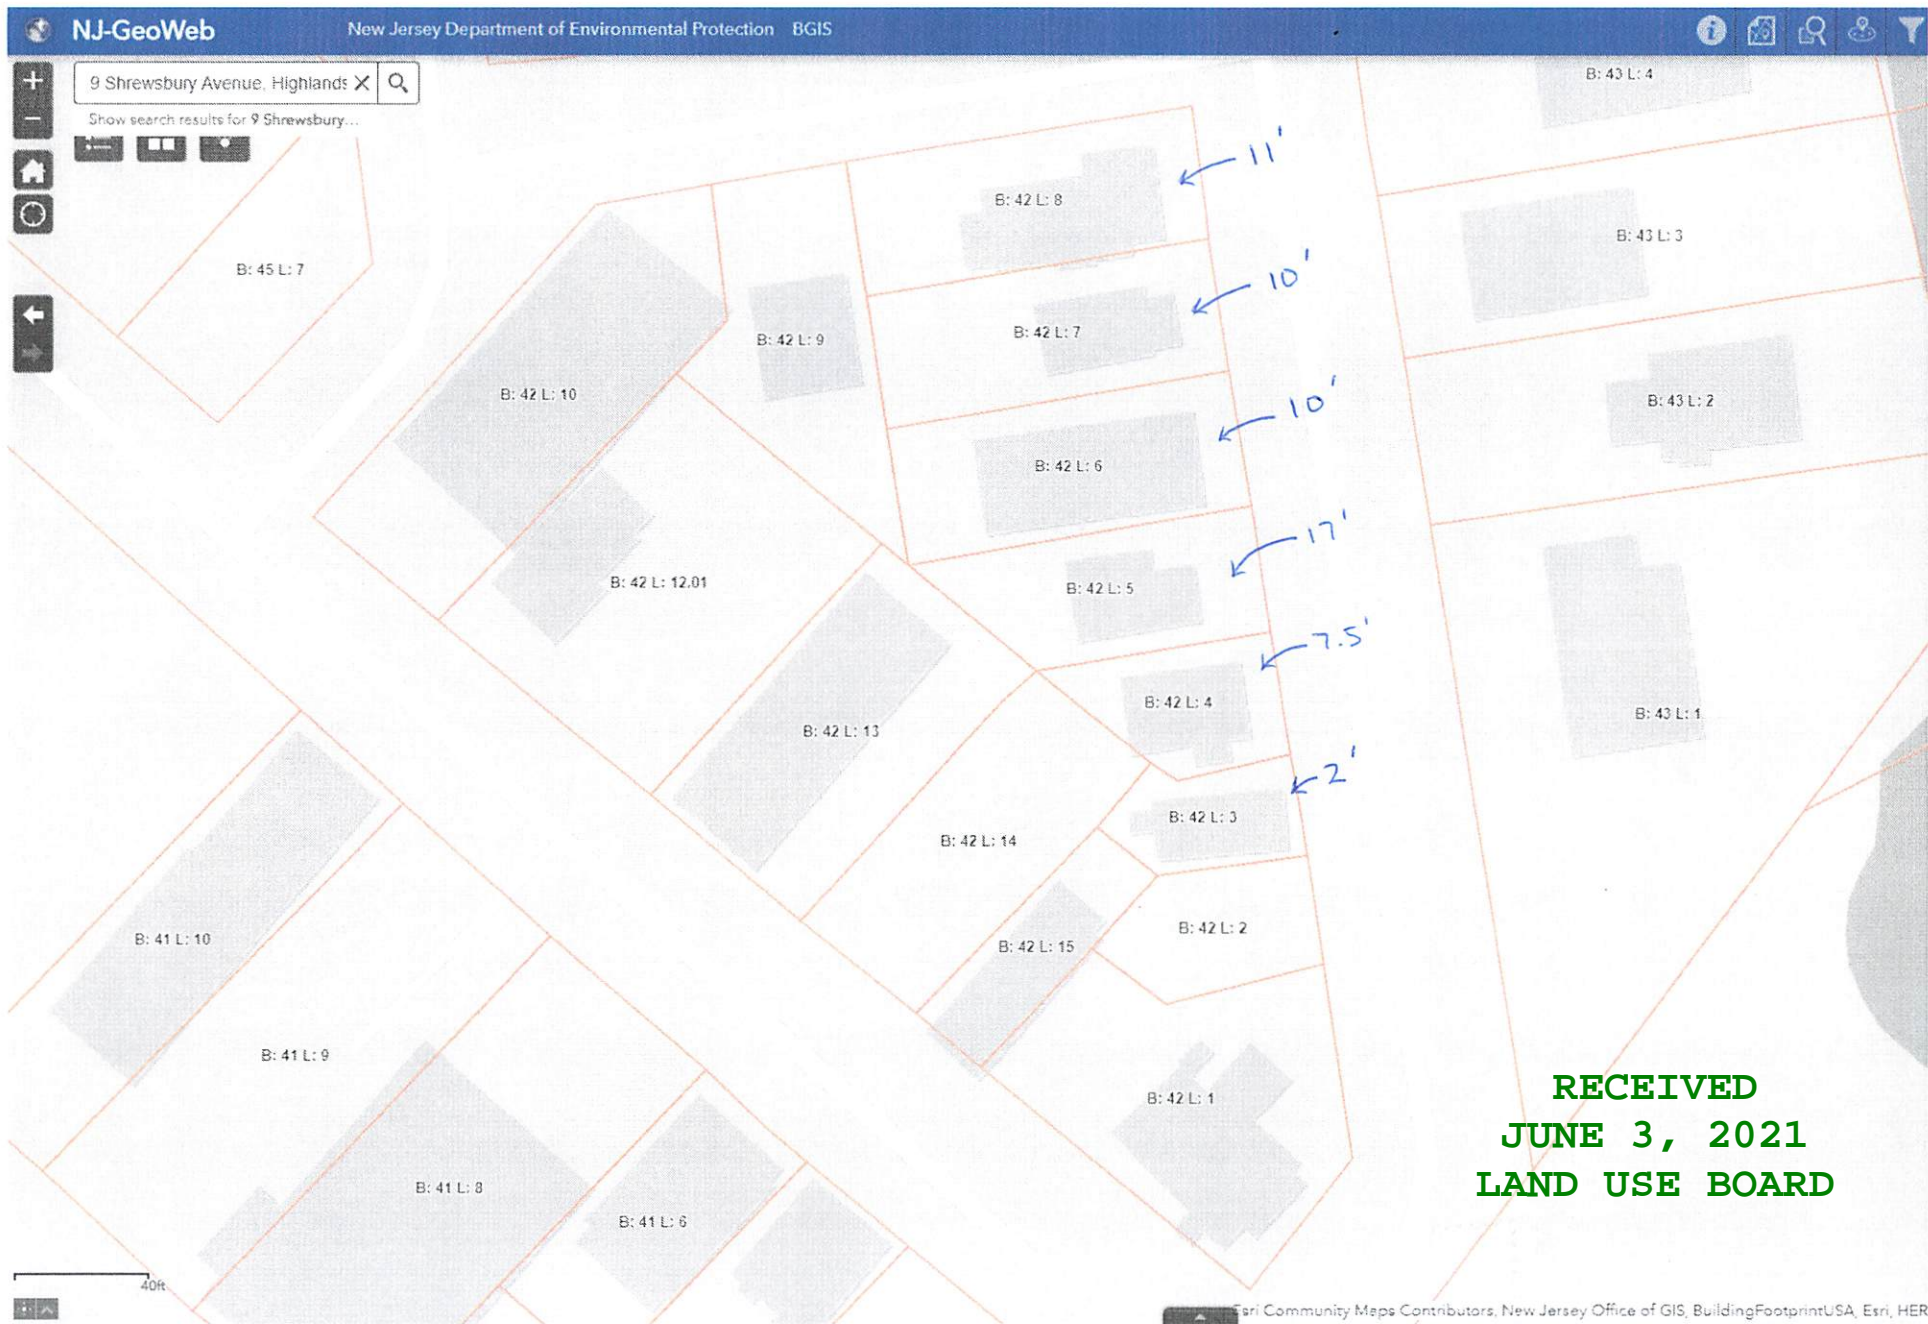 NJ-GeoWeb
New Jersey Department of Environmental Protection BGIS
9 Shrewsbury Avenue, Highlands
Show search results for 9 Shrewsbury...
B: 43 L: 4
11'
B: 42 L: 8
B: 43 L: 3
B: 45 L: 7
10'
B: 42 L: 7
B: 42 L: 9
B: 42 L: 10
10'
B: 43 L: 2
B: 42 L: 6
17'
B: 42 L: 12.01
B: 42 L: 5
7.5'
B: 42 L: 4
B: 43 L: 1
B: 42 L: 13
2'
B: 42 L: 3
B: 42 L: 14
B: 42 L: 2
B: 41 L: 10
B: 42 L: 15
B: 41 L: 9
B: 42 L: 1
RECEIVED
JUNE 3, 2021
LAND USE BOARD
B: 41 L: 8
B: 41 L: 6
40ft
Esri Community Maps Contributors, New Jersey Office of GIS, BuildingFootprintUSA, Esri, HER